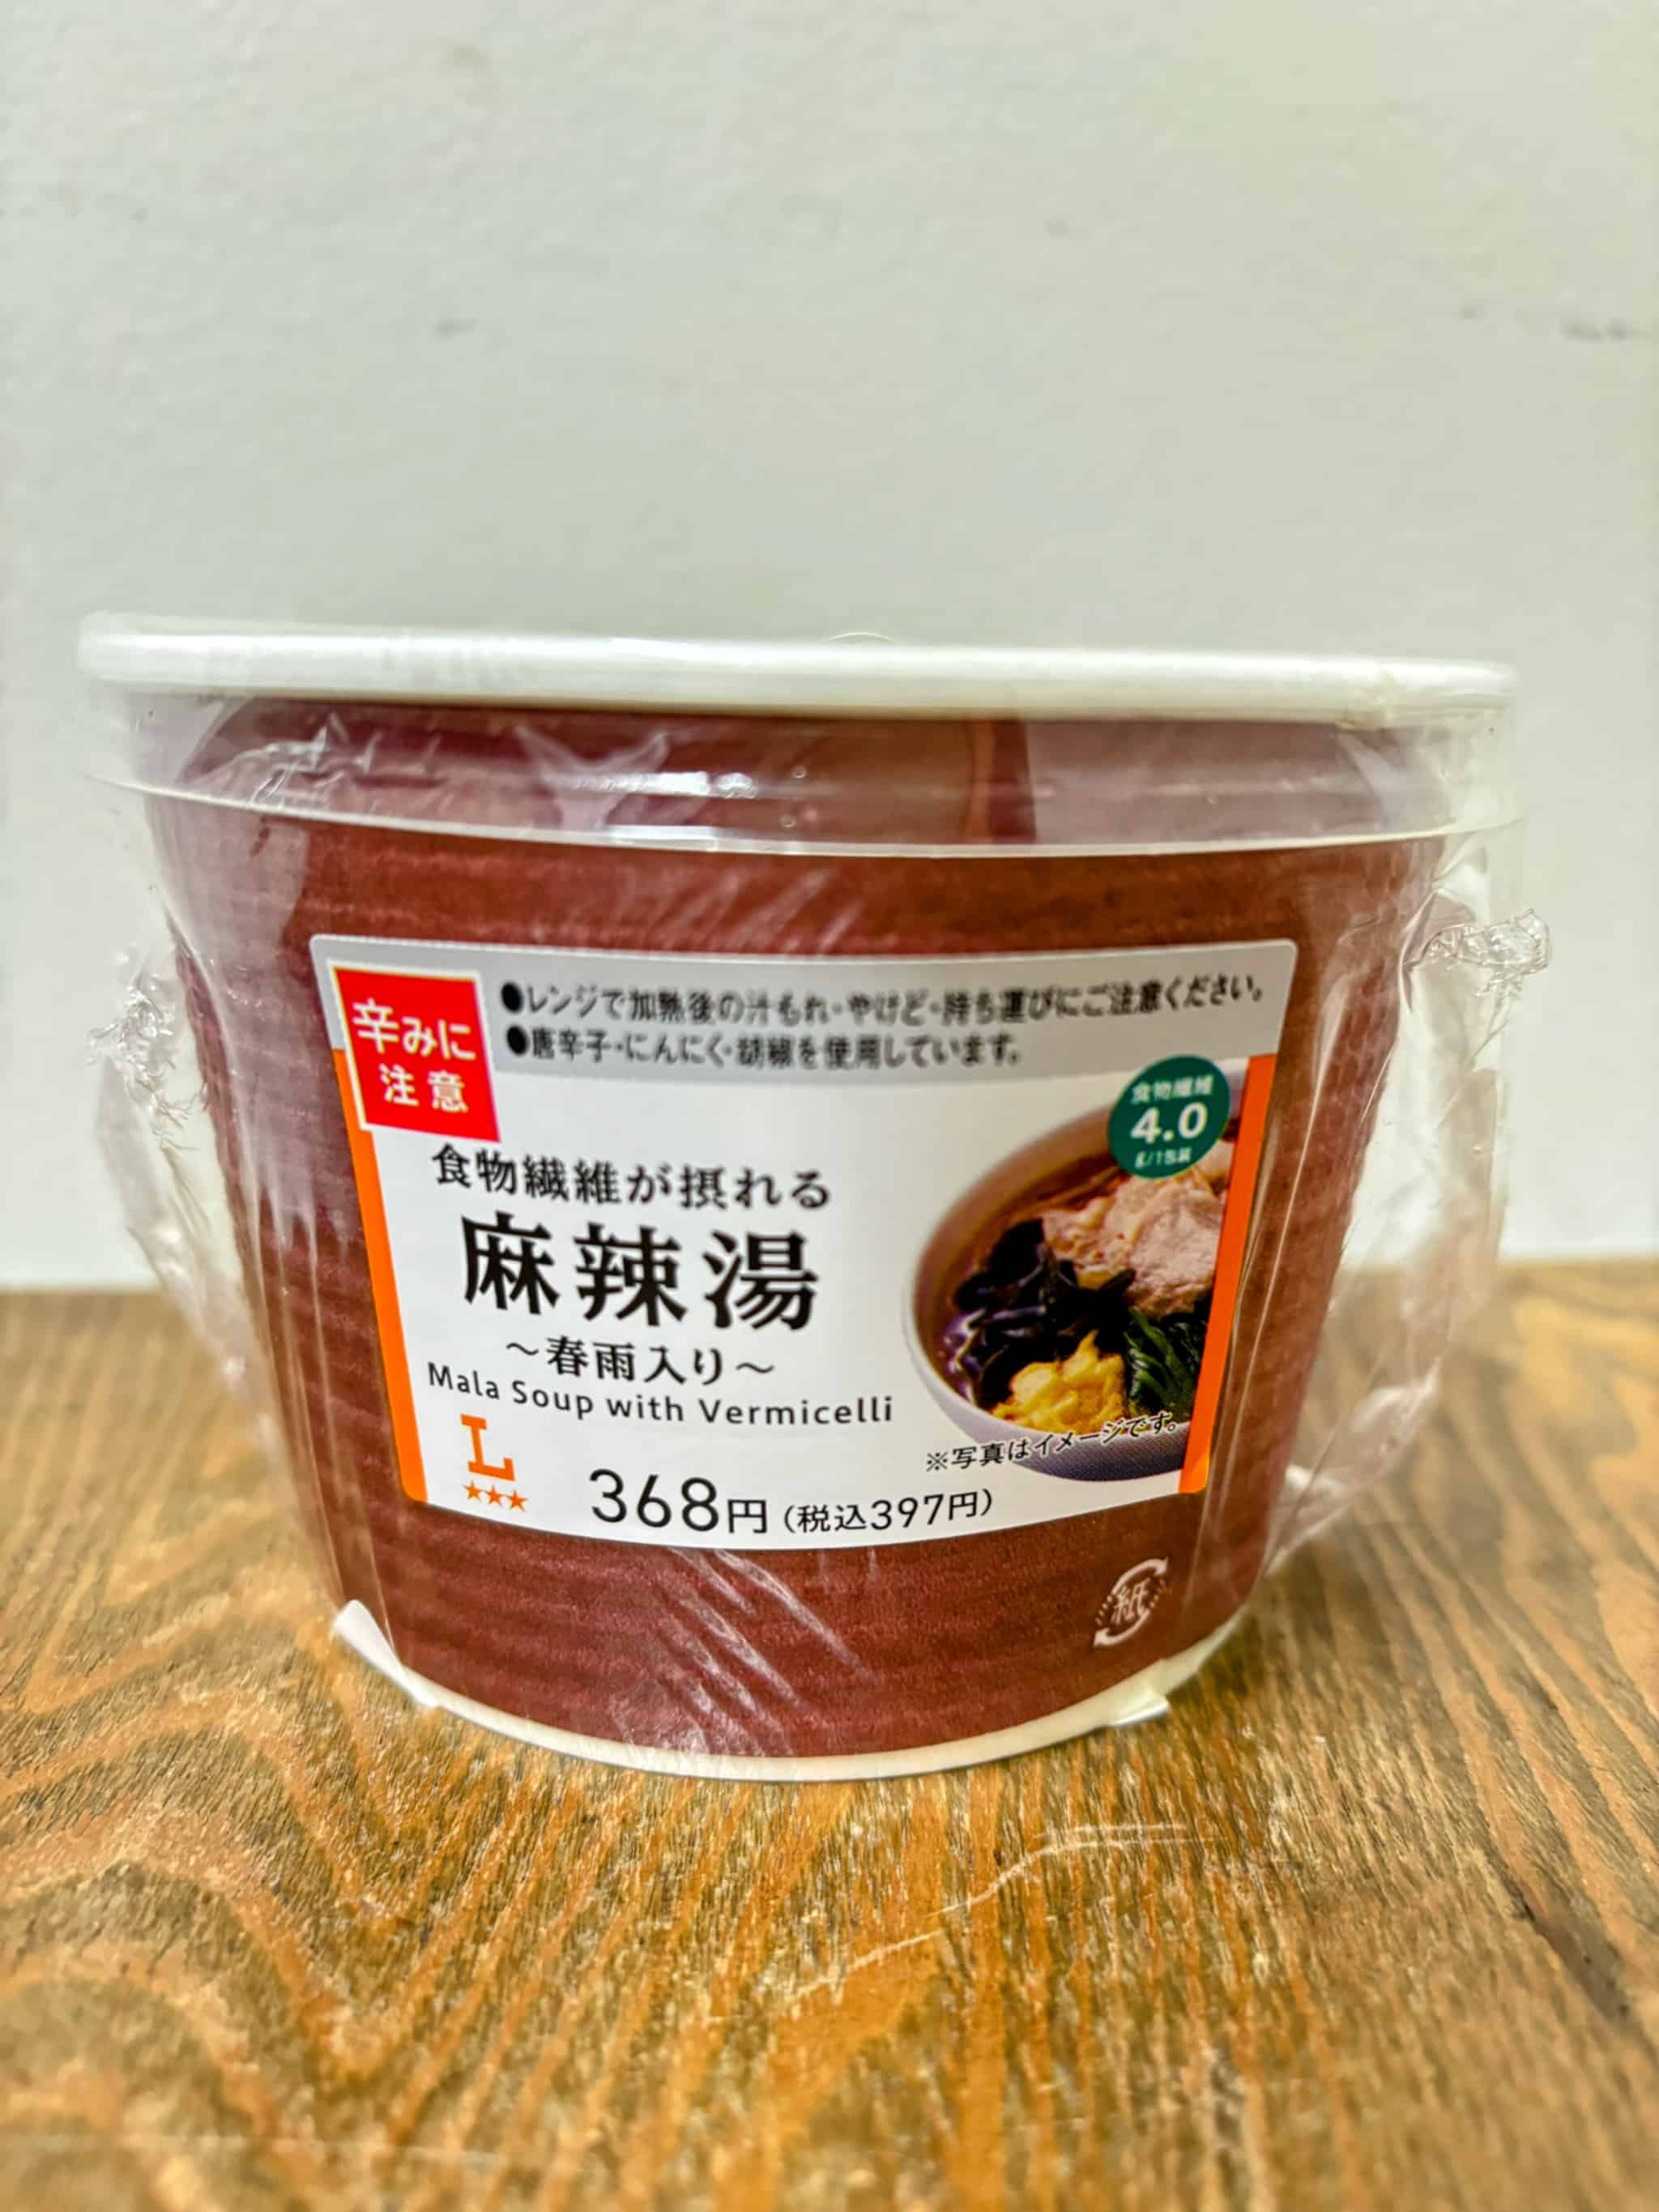 辛みに
注意
●レンジで加熱後の汁もれ・やけど・持ち運びにご注意ください。
●唐辛子・にんにく・胡椒を使用しています。
食物繊維
4.0
g/1包装
食物繊維が摂れる
麻辣湯
～春雨入り～
Mala Soup with Vermicelli
※写真はイメージです。
L
★★★
368円(税込397円)
紙